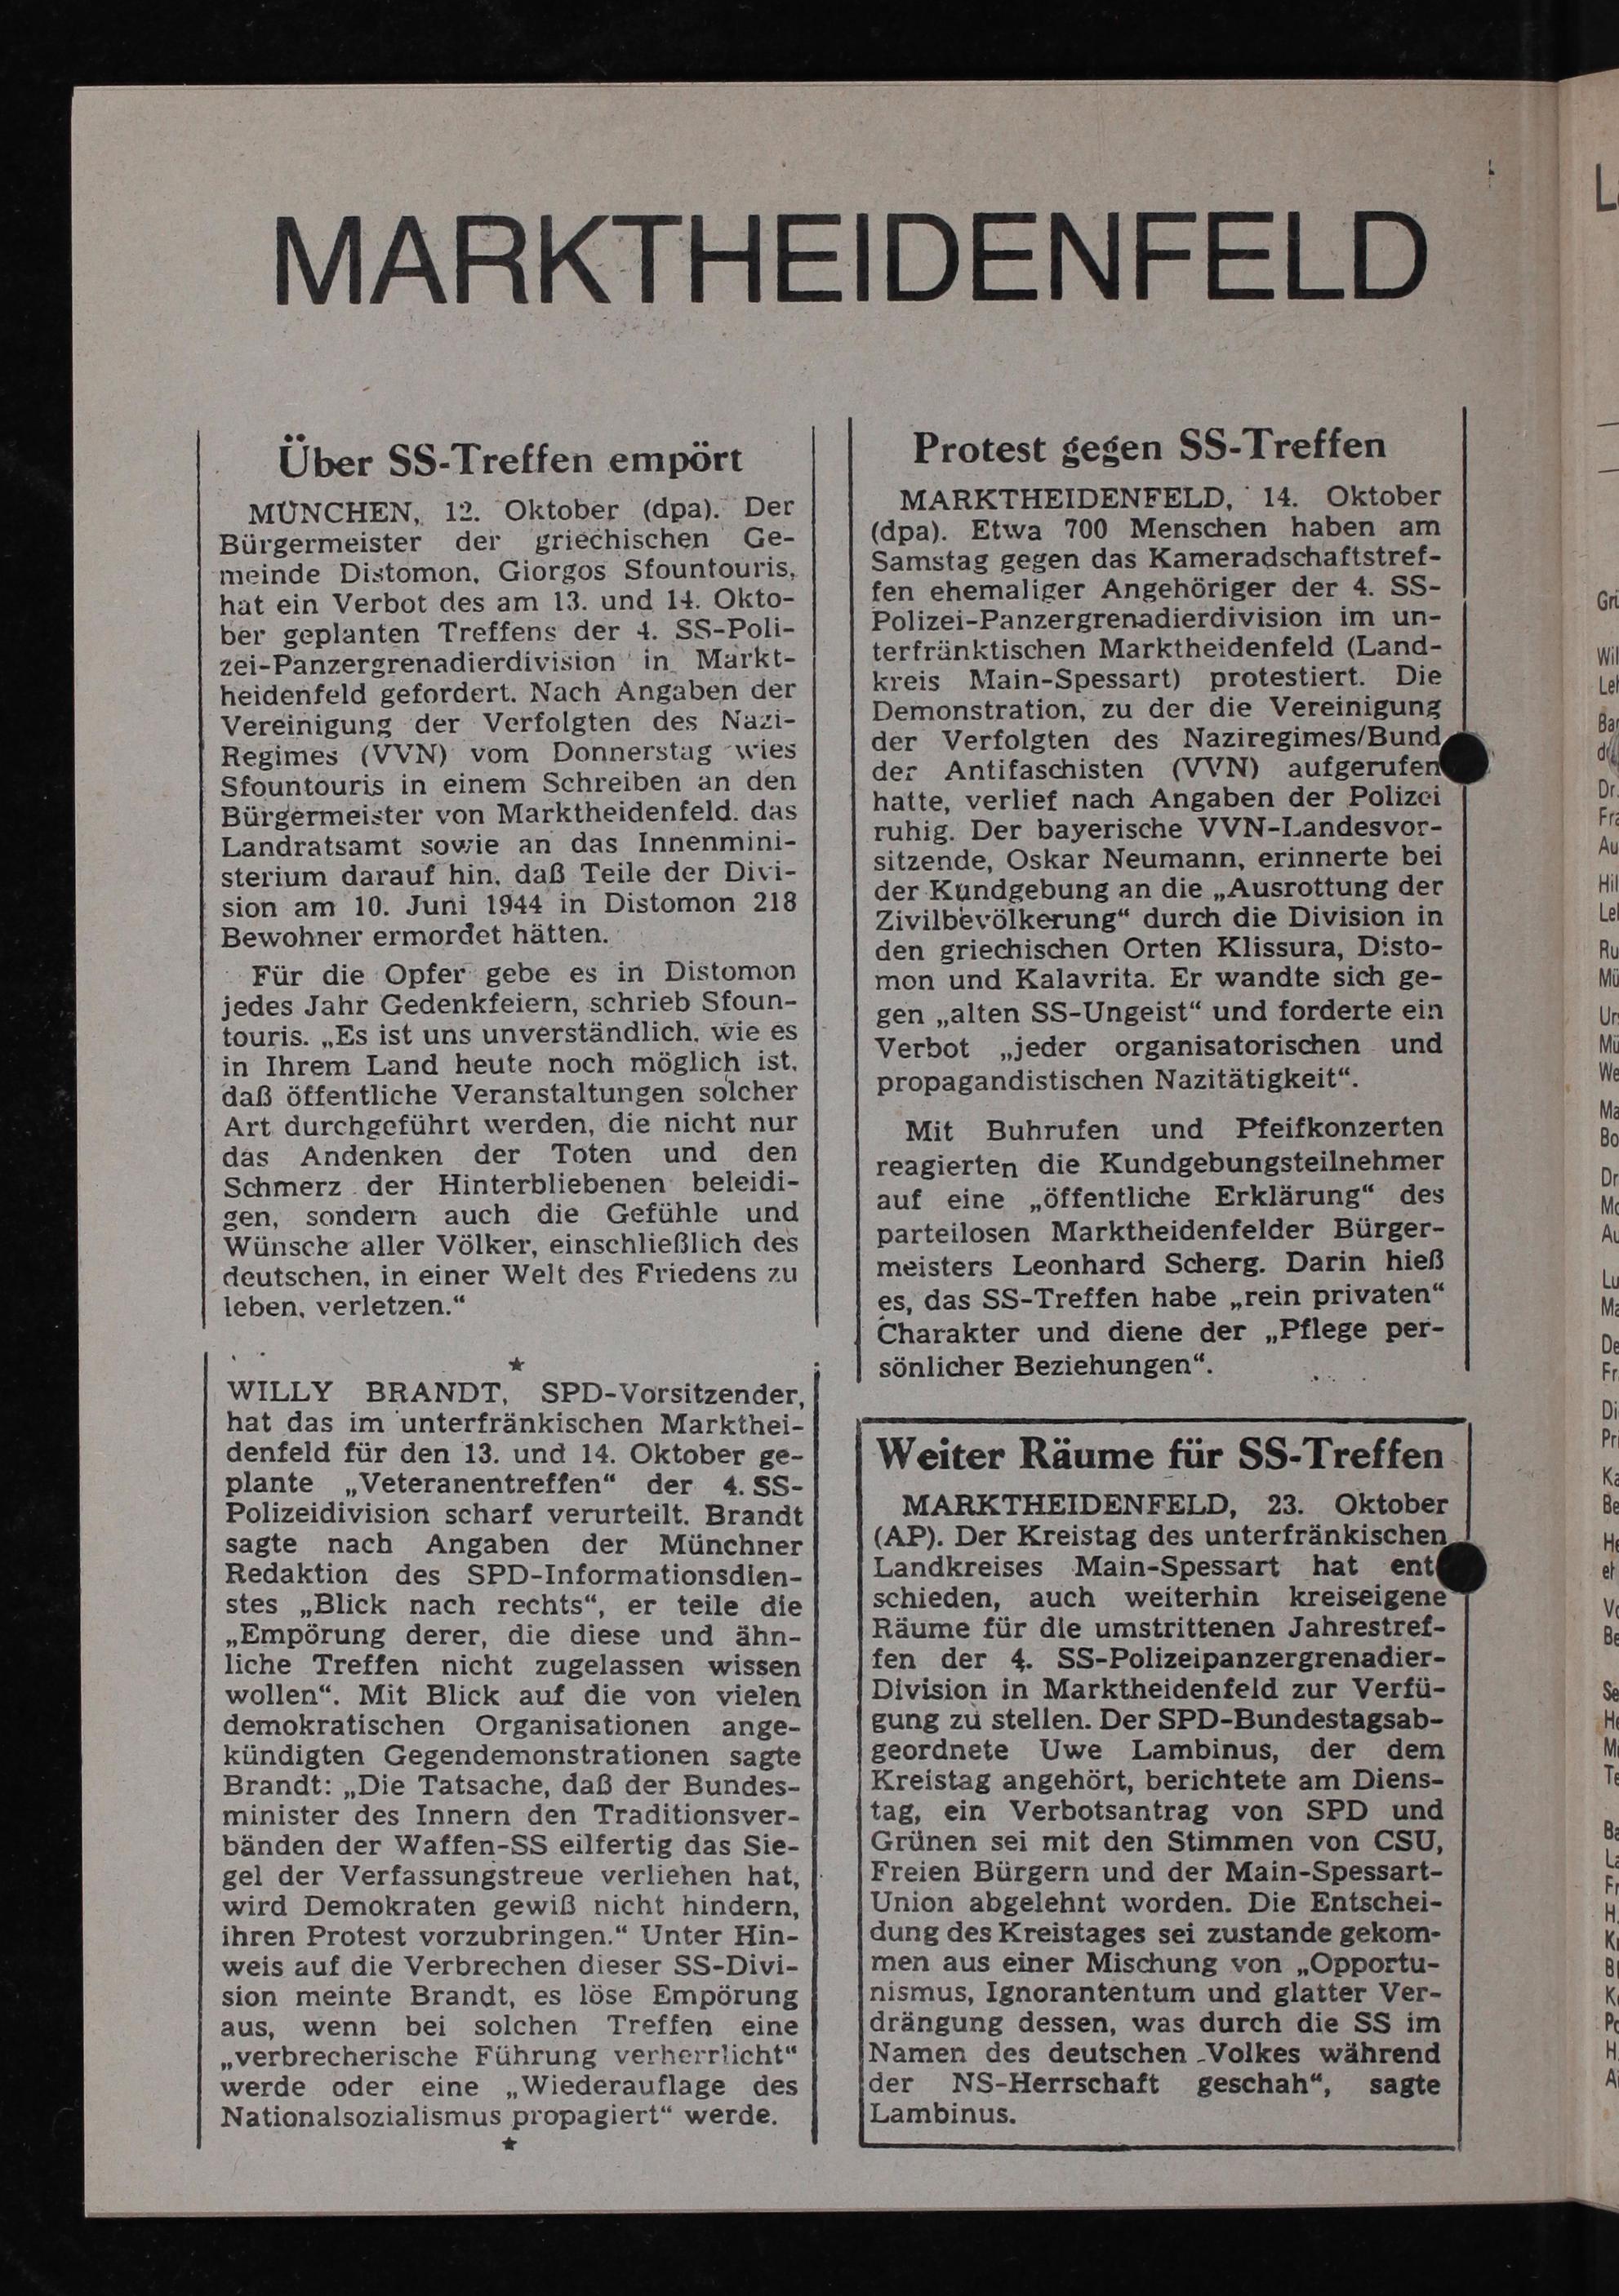 MARKTHEIDENFELD
Über SS-Treffen empört
MÜNCHEN, 12. Oktober (dpa). Der
Bürgermeister der griechischen Ge-
meinde Distomon, Giorgos Sfountouris,
hat ein Verbot des am 13. und 14. Okto-
ber geplanten Treffens der 4. SS-Poli-
zei-Panzergrenadierdivision in Markt-
heidenfeld gefordert. Nach Angaben der
Vereinigung der Verfolgten des Nazi-
Regimes (VVN) vom Donnerstag wies
Sfountouris in einem Schreiben an den
Bürgermeister von Marktheidenfeld. das
Landratsamt sowie an das Innenmini-
sterium darauf hin, daß Teile der Divi-
sion am 10. Juni 1944 in Distomon 218
Bewohner ermordet hätten.
Für die Opfer gebe es in Distomon
jedes Jahr Gedenkfeiern, schrieb Sfoun-
touris. „Es ist uns unverständlich, wie es
in Ihrem Land heute noch möglich ist,
daß öffentliche Veranstaltungen solcher
Art durchgeführt werden, die nicht nur
das Andenken der Toten und den
Schmerz der Hinterbliebenen beleidi-
gen, sondern auch die Gefühle und
Wünsche aller Völker, einschließlich des
deutschen, in einer Welt des Friedens zu
leben, verletzen.“
★
WILLY BRANDT, SPD-Vorsitzender,
hat das im unterfränkischen Markthei-
denfeld für den 13. und 14. Oktober ge-
plante „Veteranentreffen“ der 4. SS-
Polizeidivision scharf verurteilt. Brandt
sagte nach Angaben der Münchner
Redaktion des SPD-Informationsdien-
stes „Blick nach rechts“, er teile die
„Empörung derer, die diese und ähn-
liche Treffen nicht zugelassen wissen
wollen“. Mit Blick auf die von vielen
demokratischen Organisationen ange-
kündigten Gegendemonstrationen sagte
Brandt: „Die Tatsache, daß der Bundes-
minister des Innern den Traditionsver-
bänden der Waffen-SS eilfertig das Sie-
gel der Verfassungstreue verliehen hat,
wird Demokraten gewiß nicht hindern,
ihren Protest vorzubringen.“ Unter Hin-
weis auf die Verbrechen dieser SS-Divi-
sion meinte Brandt, es löse Empörung
aus, wenn bei solchen Treffen eine
„verbrecherische Führung verherrlicht“
werde oder eine „Wiederauflage des
Nationalsozialismus propagiert“ werde.
★
Protest gegen SS-Treffen
MARKTHEIDENFELD, 14. Oktober
(dpa). Etwa 700 Menschen haben am
Samstag gegen das Kameradschaftstref-
fen ehemaliger Angehöriger der 4. SS-
Polizei-Panzergrenadierdivision im un-
terfränktischen Marktheidenfeld (Land-
kreis Main-Spessart) protestiert. Die
Demonstration, zu der die Vereinigung
der Verfolgten des Naziregimes/Bund
der Antifaschisten (VVN) aufgerufen
hatte, verlief nach Angaben der Polizei
ruhig. Der bayerische VVN-Landesvor-
sitzende, Oskar Neumann, erinnerte bei
der Kundgebung an die „Ausrottung der
Zivilbevölkerung“ durch die Division in
den griechischen Orten Klissura, Disto-
mon und Kalavrita. Er wandte sich ge-
gen „alten SS-Ungeist“ und forderte ein
Verbot „jeder organisatorischen und
propagandistischen Nazitätigkeit“.
Mit Buhrufen und Pfeifkonzerten
reagierten die Kundgebungsteilnehmer
auf eine „öffentliche Erklärung“ des
parteilosen Marktheidenfelder Bürger-
meisters Leonhard Scherg. Darin hieß
es, das SS-Treffen habe „rein privaten“
Charakter und diene der „Pflege per-
sönlicher Beziehungen“.
Weiter Räume für SS-Treffen
MARKTHEIDENFELD, 23. Oktober
(AP). Der Kreistag des unterfränkischen
Landkreises Main-Spessart hat ent
schieden, auch weiterhin kreiseigene
Räume für die umstrittenen Jahrestref-
fen der 4. SS-Polizeipanzergrenadier-
Division in Marktheidenfeld zur Verfü-
gung zu stellen. Der SPD-Bundestagsab-
geordnete Uwe Lambinus, der dem
Kreistag angehört, berichtete am Diens-
tag, ein Verbotsantrag von SPD und
Grünen sei mit den Stimmen von CSU,
Freien Bürgern und der Main-Spessart-
Union abgelehnt worden. Die Entschei-
dung des Kreistages sei zustande gekom-
men aus einer Mischung von „Opportu-
nismus, Ignorantentum und glatter Ver-
drängung dessen, was durch die SS im
Namen des deutschen Volkes während
der NS-Herrschaft geschah“, sagte
Lambinus.